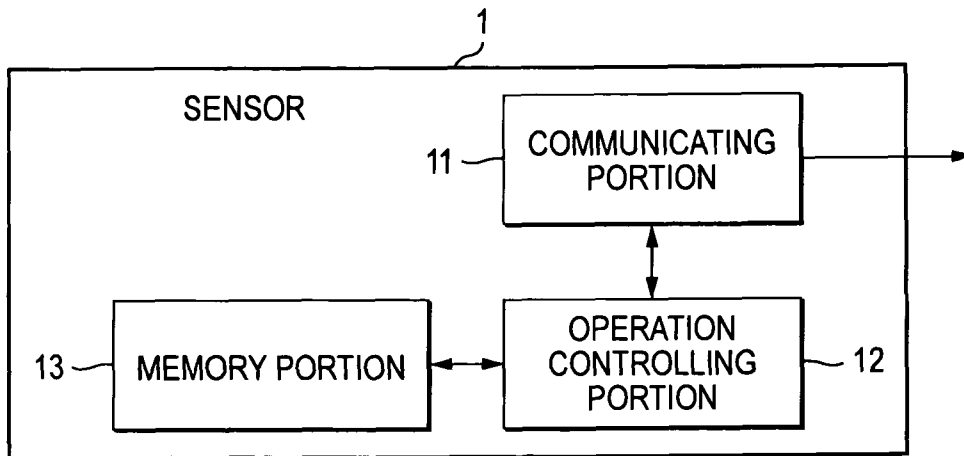 1
SENSOR
11
COMMUNICATING
PORTION
13
MEMORY PORTION
OPERATION
CONTROLLING
PORTION
12